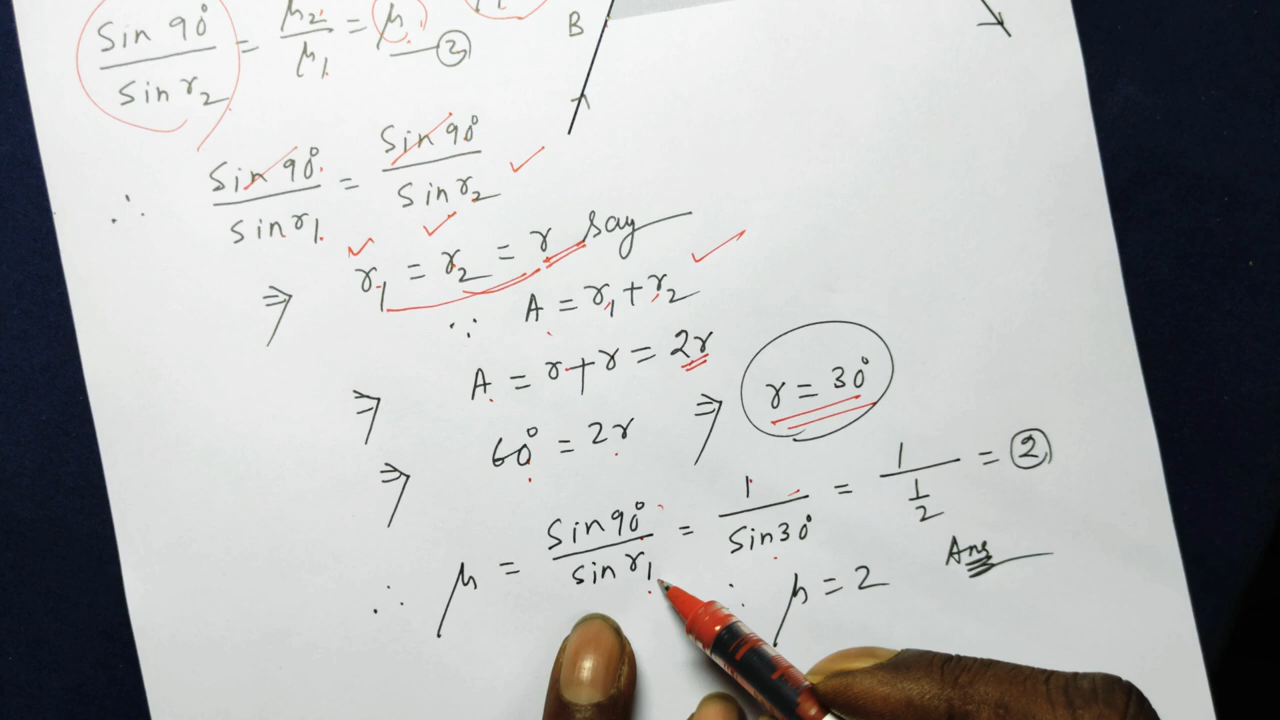 Sin 90° / Sin r₂ = μ₂ / μ₁ = μ —②
B
∴ Sin 90° / Sin r₁ = Sin 90° / Sin r₂
⇒ r₁ = r₂ = r Say
∵ A = r₁ + r₂
⇒ A = r + r = 2r
⇒ 60° = 2r ⇒ r = 30°
∴ μ = Sin 90° / Sin r₁ = 1 / Sin 30° = 1 / (1/2) = ②
∴ μ = 2 Ans